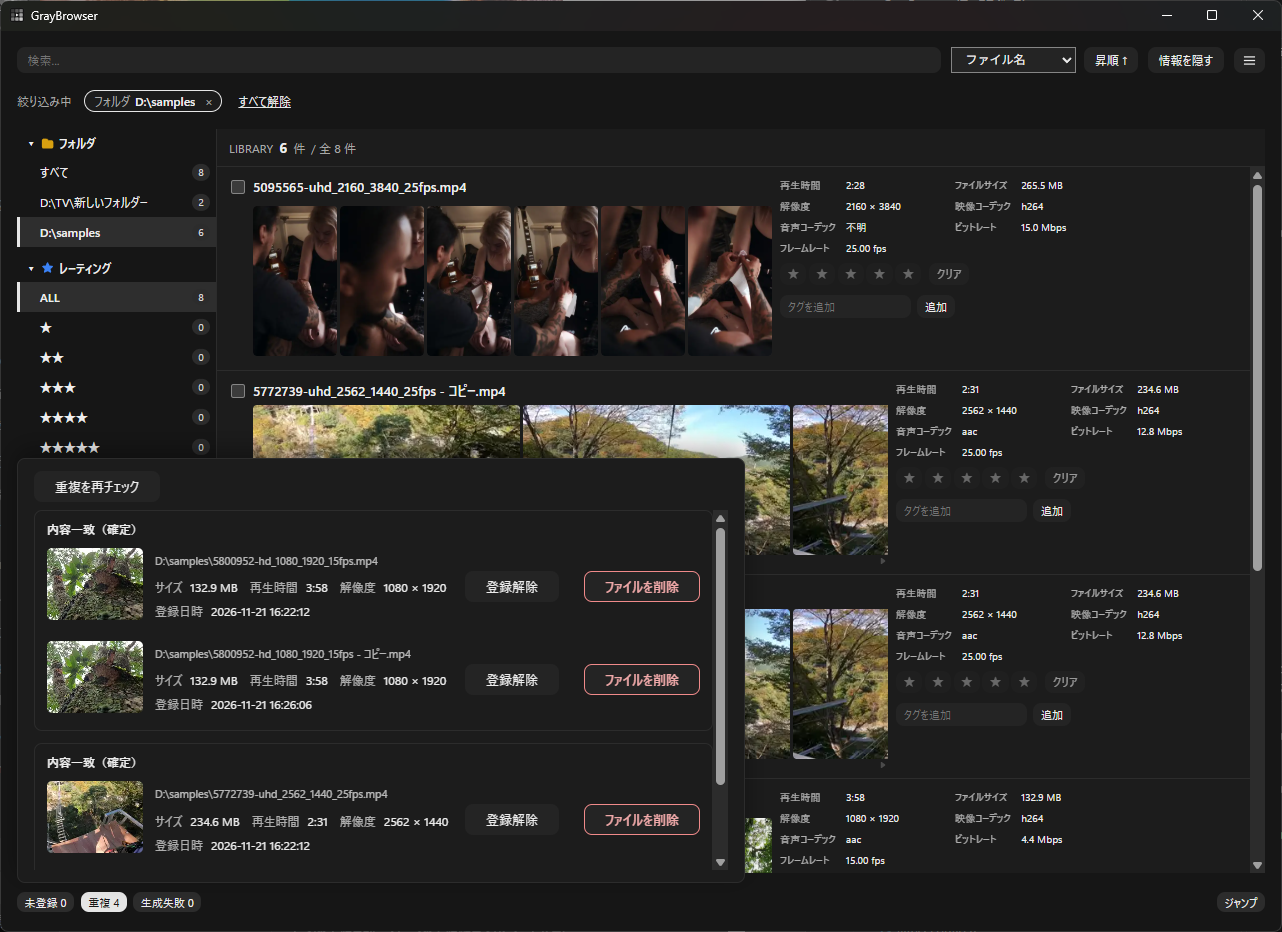 GrayBrowser
検索...
ファイル名
昇順 ↑
情報を隠す
絞り込み中
フォルダ D:\samples ×
すべて解除
フォルダ
すべて 8
D:\TV\新しいフォルダー 2
D:\samples 6
レーティング
ALL 8
★ 0
★★ 0
★★★ 0
★★★★ 0
★★★★★ 0
LIBRARY 6 件 / 全 8 件
5095565-uhd_2160_3840_25fps.mp4
再生時間 2:28 ファイルサイズ 265.5 MB
解像度 2160 × 3840 映像コーデック h264
音声コーデック 不明 ビットレート 15.0 Mbps
フレームレート 25.00 fps
★ ★ ★ ★ ★ クリア
タグを追加 追加
5772739-uhd_2562_1440_25fps - コピー.mp4
再生時間 2:31 ファイルサイズ 234.6 MB
解像度 2562 × 1440 映像コーデック h264
音声コーデック aac ビットレート 12.8 Mbps
フレームレート 25.00 fps
★ ★ ★ ★ ★ クリア
タグを追加 追加
再生時間 2:31 ファイルサイズ 234.6 MB
解像度 2562 × 1440 映像コーデック h264
音声コーデック aac ビットレート 12.8 Mbps
フレームレート 25.00 fps
★ ★ ★ ★ ★ クリア
タグを追加 追加
再生時間 3:58 ファイルサイズ 132.9 MB
解像度 1080 × 1920 映像コーデック h264
音声コーデック aac ビットレート 4.4 Mbps
フレームレート 15.00 fps
重複を再チェック
内容一致（確定）
D:\samples\5800952-hd_1080_1920_15fps.mp4
サイズ 132.9 MB 再生時間 3:58 解像度 1080 × 1920
登録日時 2026-11-21 16:22:12
登録解除
ファイルを削除
D:\samples\5800952-hd_1080_1920_15fps - コピー.mp4
サイズ 132.9 MB 再生時間 3:58 解像度 1080 × 1920
登録日時 2026-11-21 16:26:06
登録解除
ファイルを削除
内容一致（確定）
D:\samples\5772739-uhd_2562_1440_25fps.mp4
サイズ 234.6 MB 再生時間 2:31 解像度 2562 × 1440
登録日時 2026-11-21 16:22:12
登録解除
ファイルを削除
未登録 0
重複 4
生成失敗 0
ジャンプ